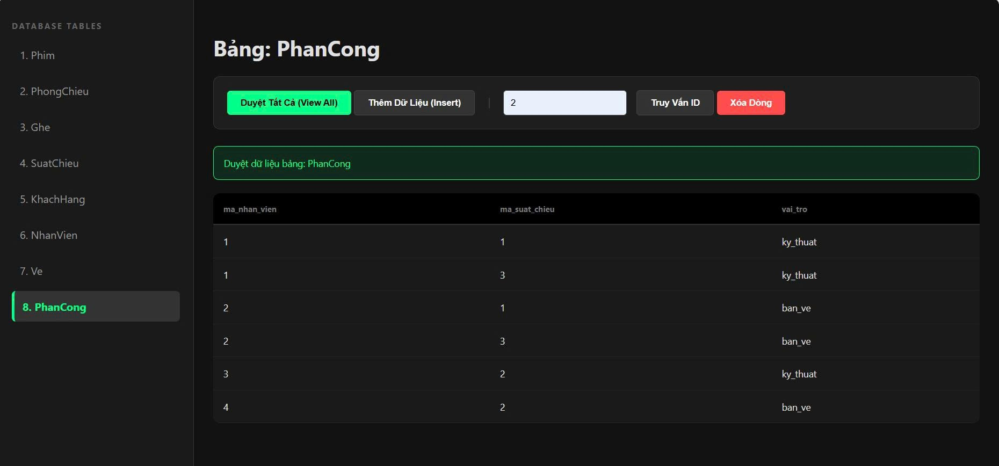 DATABASE TABLES
1. Phim
2. PhongChieu
3. Ghe
4. SuatChieu
5. KhachHang
6. NhanVien
7. Ve
8. PhanCong
Bảng: PhanCong
Duyệt Tất Cả (View All) Thêm Dữ Liệu (Insert) | 2 Truy Vấn ID Xóa Dòng
Duyệt dữ liệu bảng: PhanCong
ma_nhan_vien ma_suat_chieu vai_tro
1 1 ky_thuat
1 3 ky_thuat
2 1 ban_ve
2 3 ban_ve
3 2 ky_thuat
4 2 ban_ve